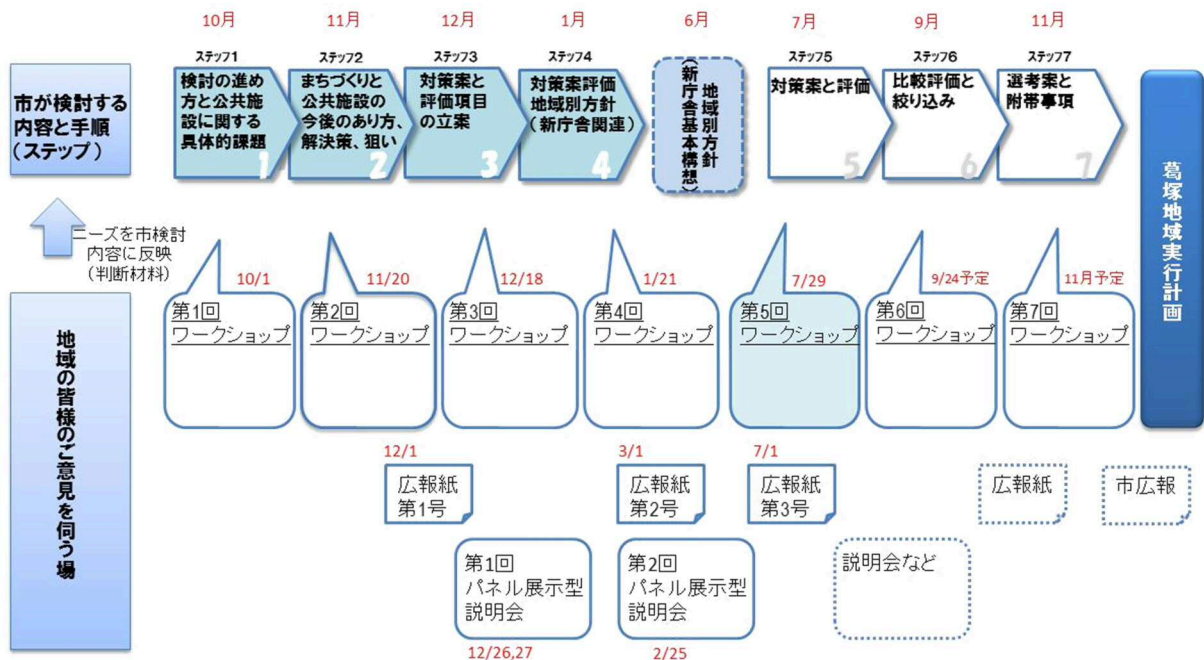 10月
11月
12月
1月
6月
7月
9月
11月
市が検討する
内容と手順
(ステップ)
ステップ1
検討の進め
方と公共施
設に関する
具体的課題
1
ステップ2
まちづくりと
公共施設の
今後のあり方、
解決策、狙い
2
ステップ3
対策案と
評価項目
の立案
3
ステップ4
対策案評価
地域別方針
(新庁舎関連)
4
地域別方針
(新庁舎基本構想)
ステップ5
対策案と評価
5
ステップ6
比較評価と
絞り込み
6
ステップ7
選考案と
附帯事項
7
葛塚地域実行計画
ニーズを市検討
内容に反映
(判断材料)
地域の皆様のご意見を伺う場
10/1
第1回
ワークショップ
11/20
第2回
ワークショップ
12/18
第3回
ワークショップ
1/21
第4回
ワークショップ
7/29
第5回
ワークショップ
9/24予定
第6回
ワークショップ
11月予定
第7回
ワークショップ
12/1
広報紙
第1号
3/1
広報紙
第2号
7/1
広報紙
第3号
広報紙
市広報
第1回
パネル展示型
説明会
12/26,27
第2回
パネル展示型
説明会
2/25
説明会など